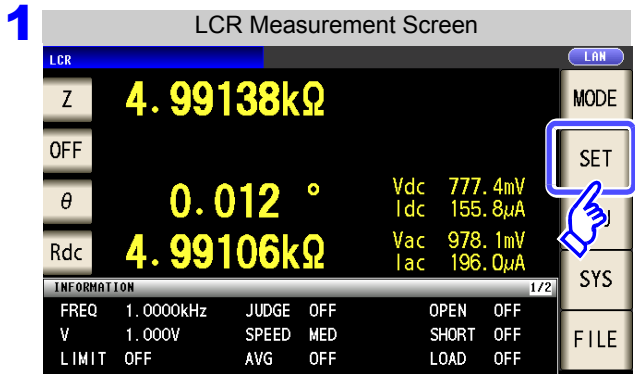 1
LCR Measurement Screen
LCR
LAN
Z 4.99138kΩ
MODE
OFF
SET
θ 0.012 °
Vdc 777.4mV
Idc 155.8μA
Rdc 4.99106kΩ
Vac 978.1mV
Iac 196.0μA
SYS
INFORMATION 1/2
FREQ 1.0000kHz JUDGE OFF OPEN OFF
V 1.000V SPEED MED SHORT OFF
LIMIT OFF AVG OFF LOAD OFF
FILE